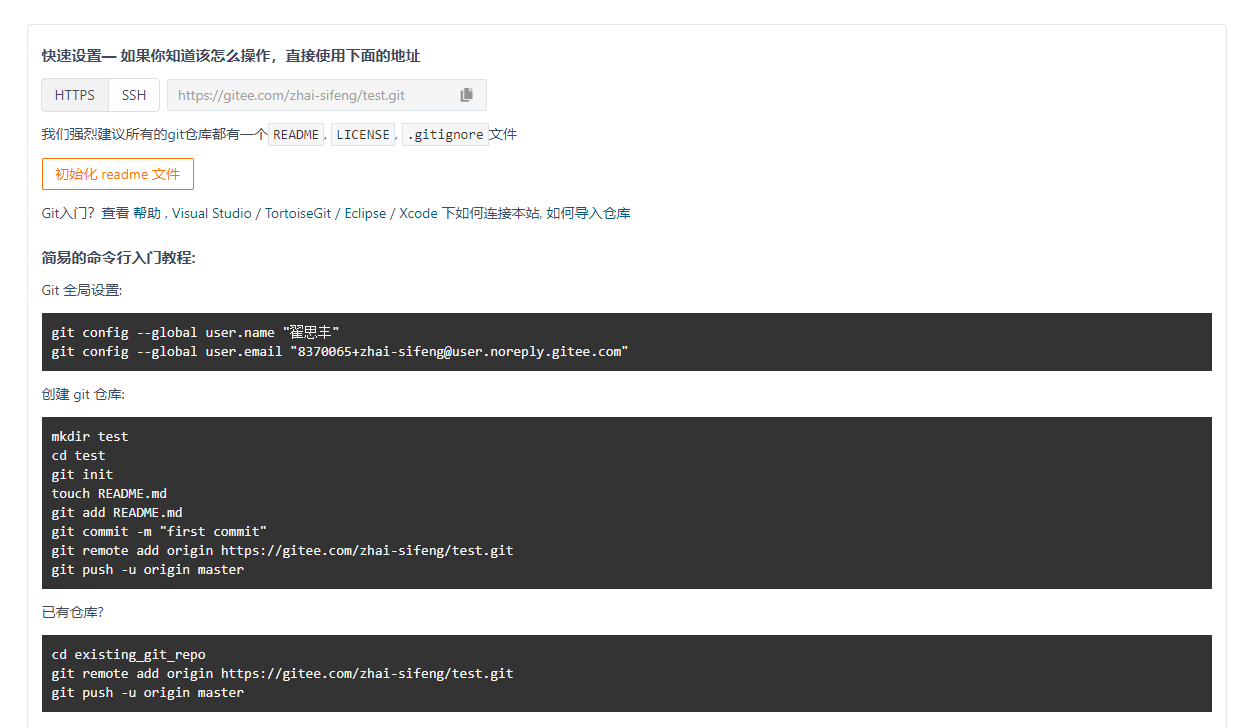 快速设置— 如果你知道该怎么操作，直接使用下面的地址
HTTPS SSH https://gitee.com/zhai-sifeng/test.git
我们强烈建议所有的git仓库都有一个 README, LICENSE, .gitignore 文件
初始化 readme 文件
Git入门？查看 帮助 , Visual Studio / TortoiseGit / Eclipse / Xcode 下如何连接本站, 如何导入仓库
简易的命令行入门教程:
Git 全局设置:
git config --global user.name "翟思丰"
git config --global user.email "8370065+zhai-sifeng@user.noreply.gitee.com"
创建 git 仓库:
mkdir test
cd test
git init
touch README.md
git add README.md
git commit -m "first commit"
git remote add origin https://gitee.com/zhai-sifeng/test.git
git push -u origin master
已有仓库?
cd existing_git_repo
git remote add origin https://gitee.com/zhai-sifeng/test.git
git push -u origin master